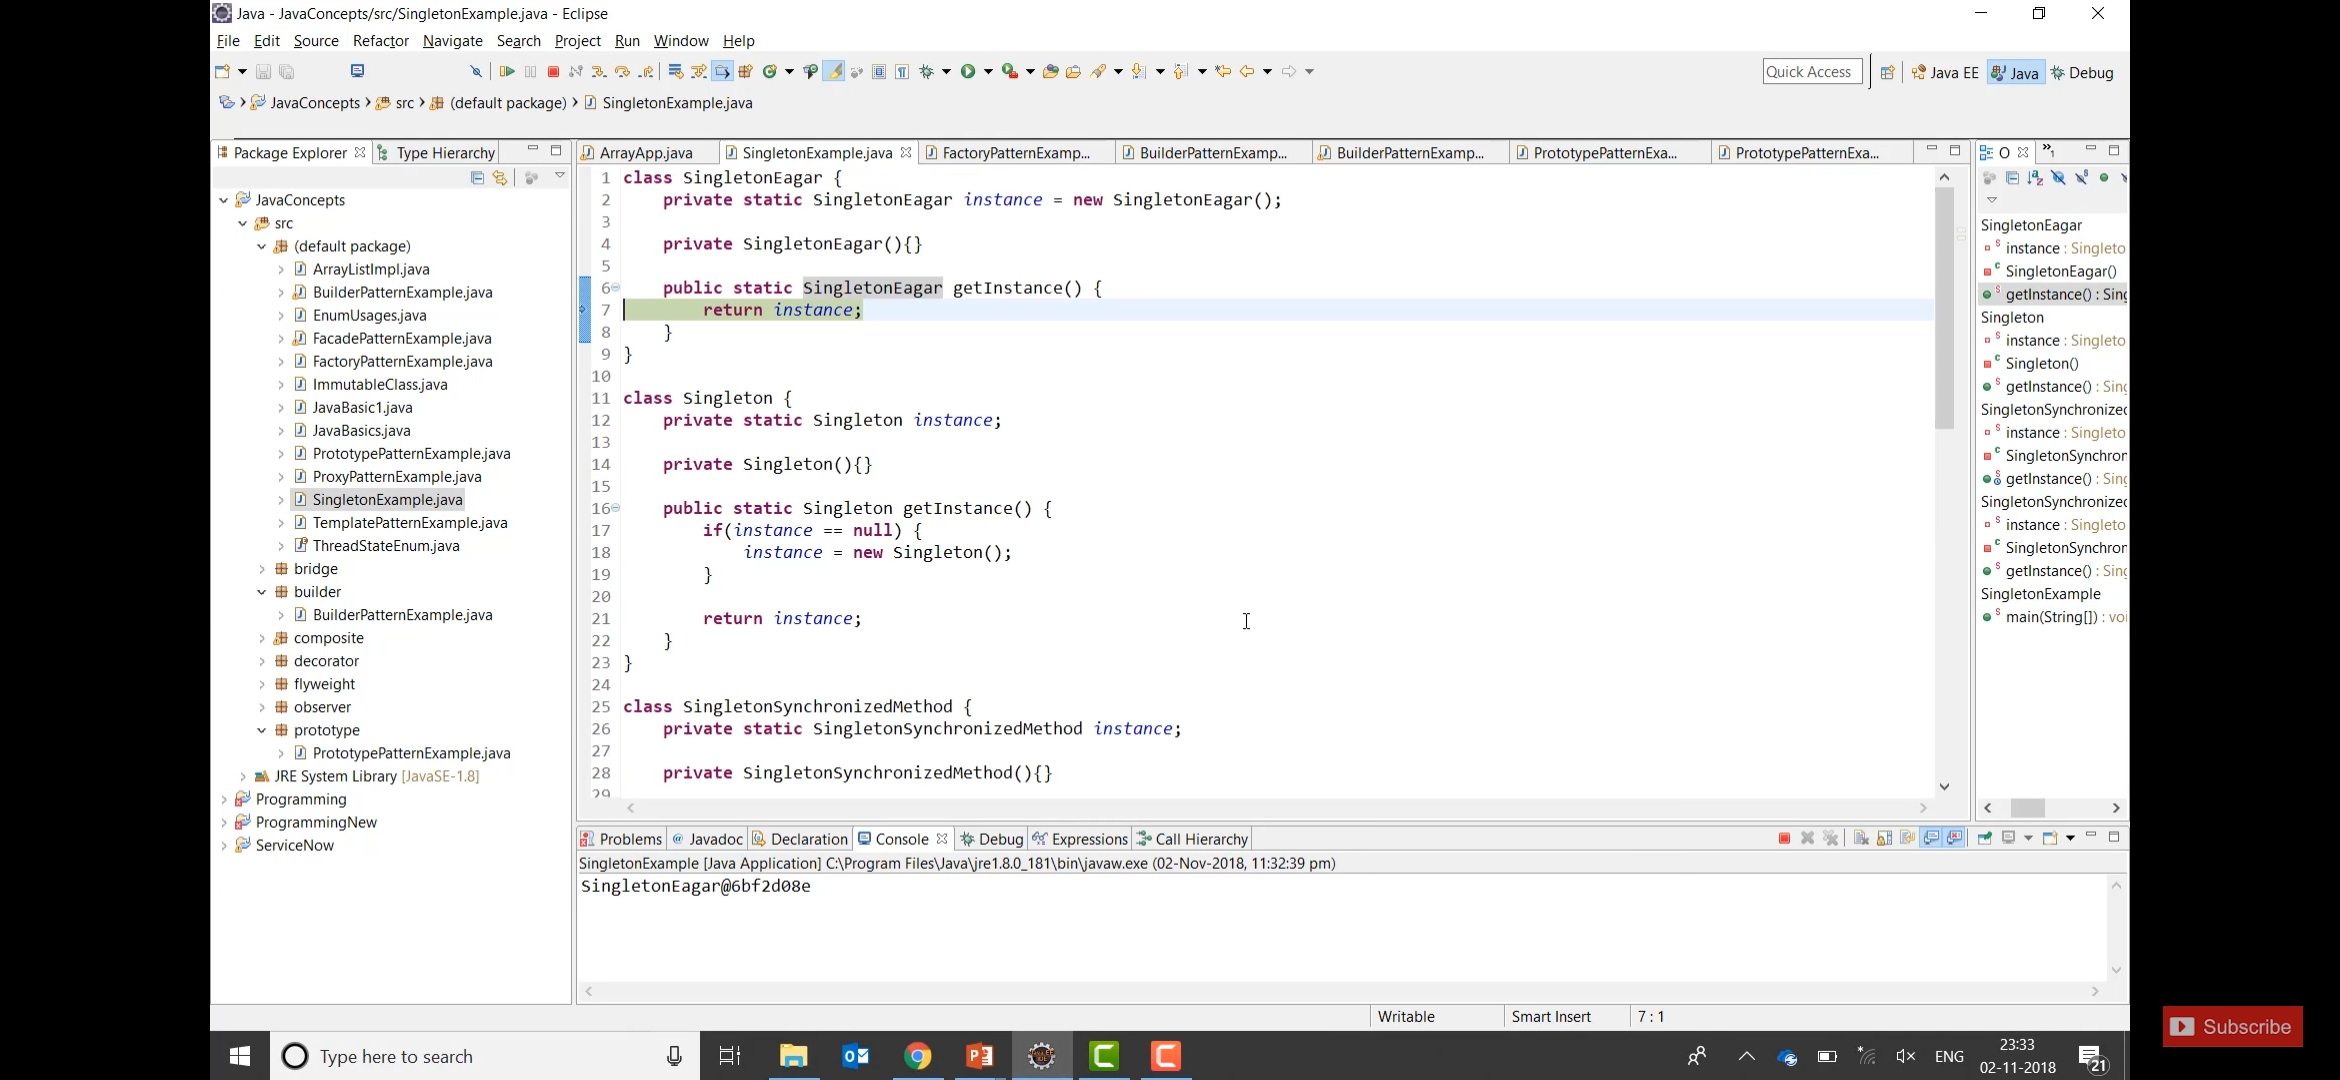 Java - JavaConcepts/src/SingletonExample.java - Eclipse
File Edit Source Refactor Navigate Search Project Run Window Help
Quick Access Java EE Java Debug
JavaConcepts src (default package) SingletonExample.java
Package Explorer Type Hierarchy
ArrayApp.java SingletonExample.java FactoryPatternExamp... BuilderPatternExamp... BuilderPatternExamp... PrototypePatternExa... PrototypePatternExa...
O »1
JavaConcepts
src
(default package)
ArrayListImpl.java
BuilderPatternExample.java
EnumUsages.java
FacadePatternExample.java
FactoryPatternExample.java
ImmutableClass.java
JavaBasic1.java
JavaBasics.java
PrototypePatternExample.java
ProxyPatternExample.java
SingletonExample.java
TemplatePatternExample.java
ThreadStateEnum.java
bridge
builder
BuilderPatternExample.java
composite
decorator
flyweight
observer
prototype
PrototypePatternExample.java
JRE System Library [JavaSE-1.8]
Programming
ProgrammingNew
ServiceNow
1 class SingletonEagar {
2 private static SingletonEagar instance = new SingletonEagar();
3
4 private SingletonEagar(){}
5
6 public static SingletonEagar getInstance() {
7 return instance;
8 }
9 }
10
11 class Singleton {
12 private static Singleton instance;
13
14 private Singleton(){}
15
16 public static Singleton getInstance() {
17 if(instance == null) {
18 instance = new Singleton();
19 }
20
21 return instance;
22 }
23 }
24
25 class SingletonSynchronizedMethod {
26 private static SingletonSynchronizedMethod instance;
27
28 private SingletonSynchronizedMethod(){}
29
SingletonEagar
instance : Singleto
SingletonEagar()
getInstance() : Sing
Singleton
instance : Singleto
Singleton()
getInstance() : Sing
SingletonSynchronized
instance : Singleto
SingletonSynchron
getInstance() : Sing
SingletonSynchronized
instance : Singleto
SingletonSynchron
getInstance() : Sing
SingletonExample
main(String[]) : voi
Problems Javadoc Declaration Console Debug Expressions Call Hierarchy
SingletonExample [Java Application] C:\Program Files\Java\jre1.8.0_181\bin\javaw.exe (02-Nov-2018, 11:32:39 pm)
SingletonEagar@6bf2d08e
Writable Smart Insert 7 : 1
Subscribe
Type here to search
ENG
23:33
02-11-2018
21